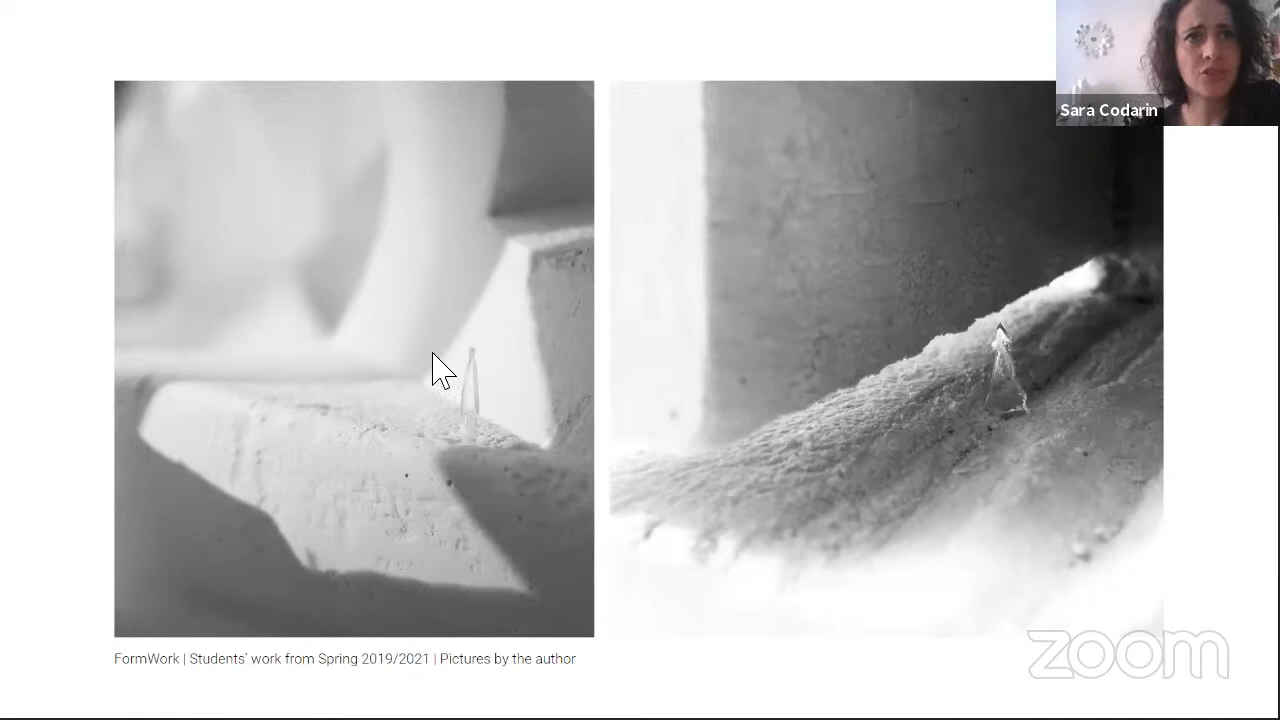 Sara Codarin
FormWork | Students' work from Spring 2019/2021 | Pictures by the author
zoom